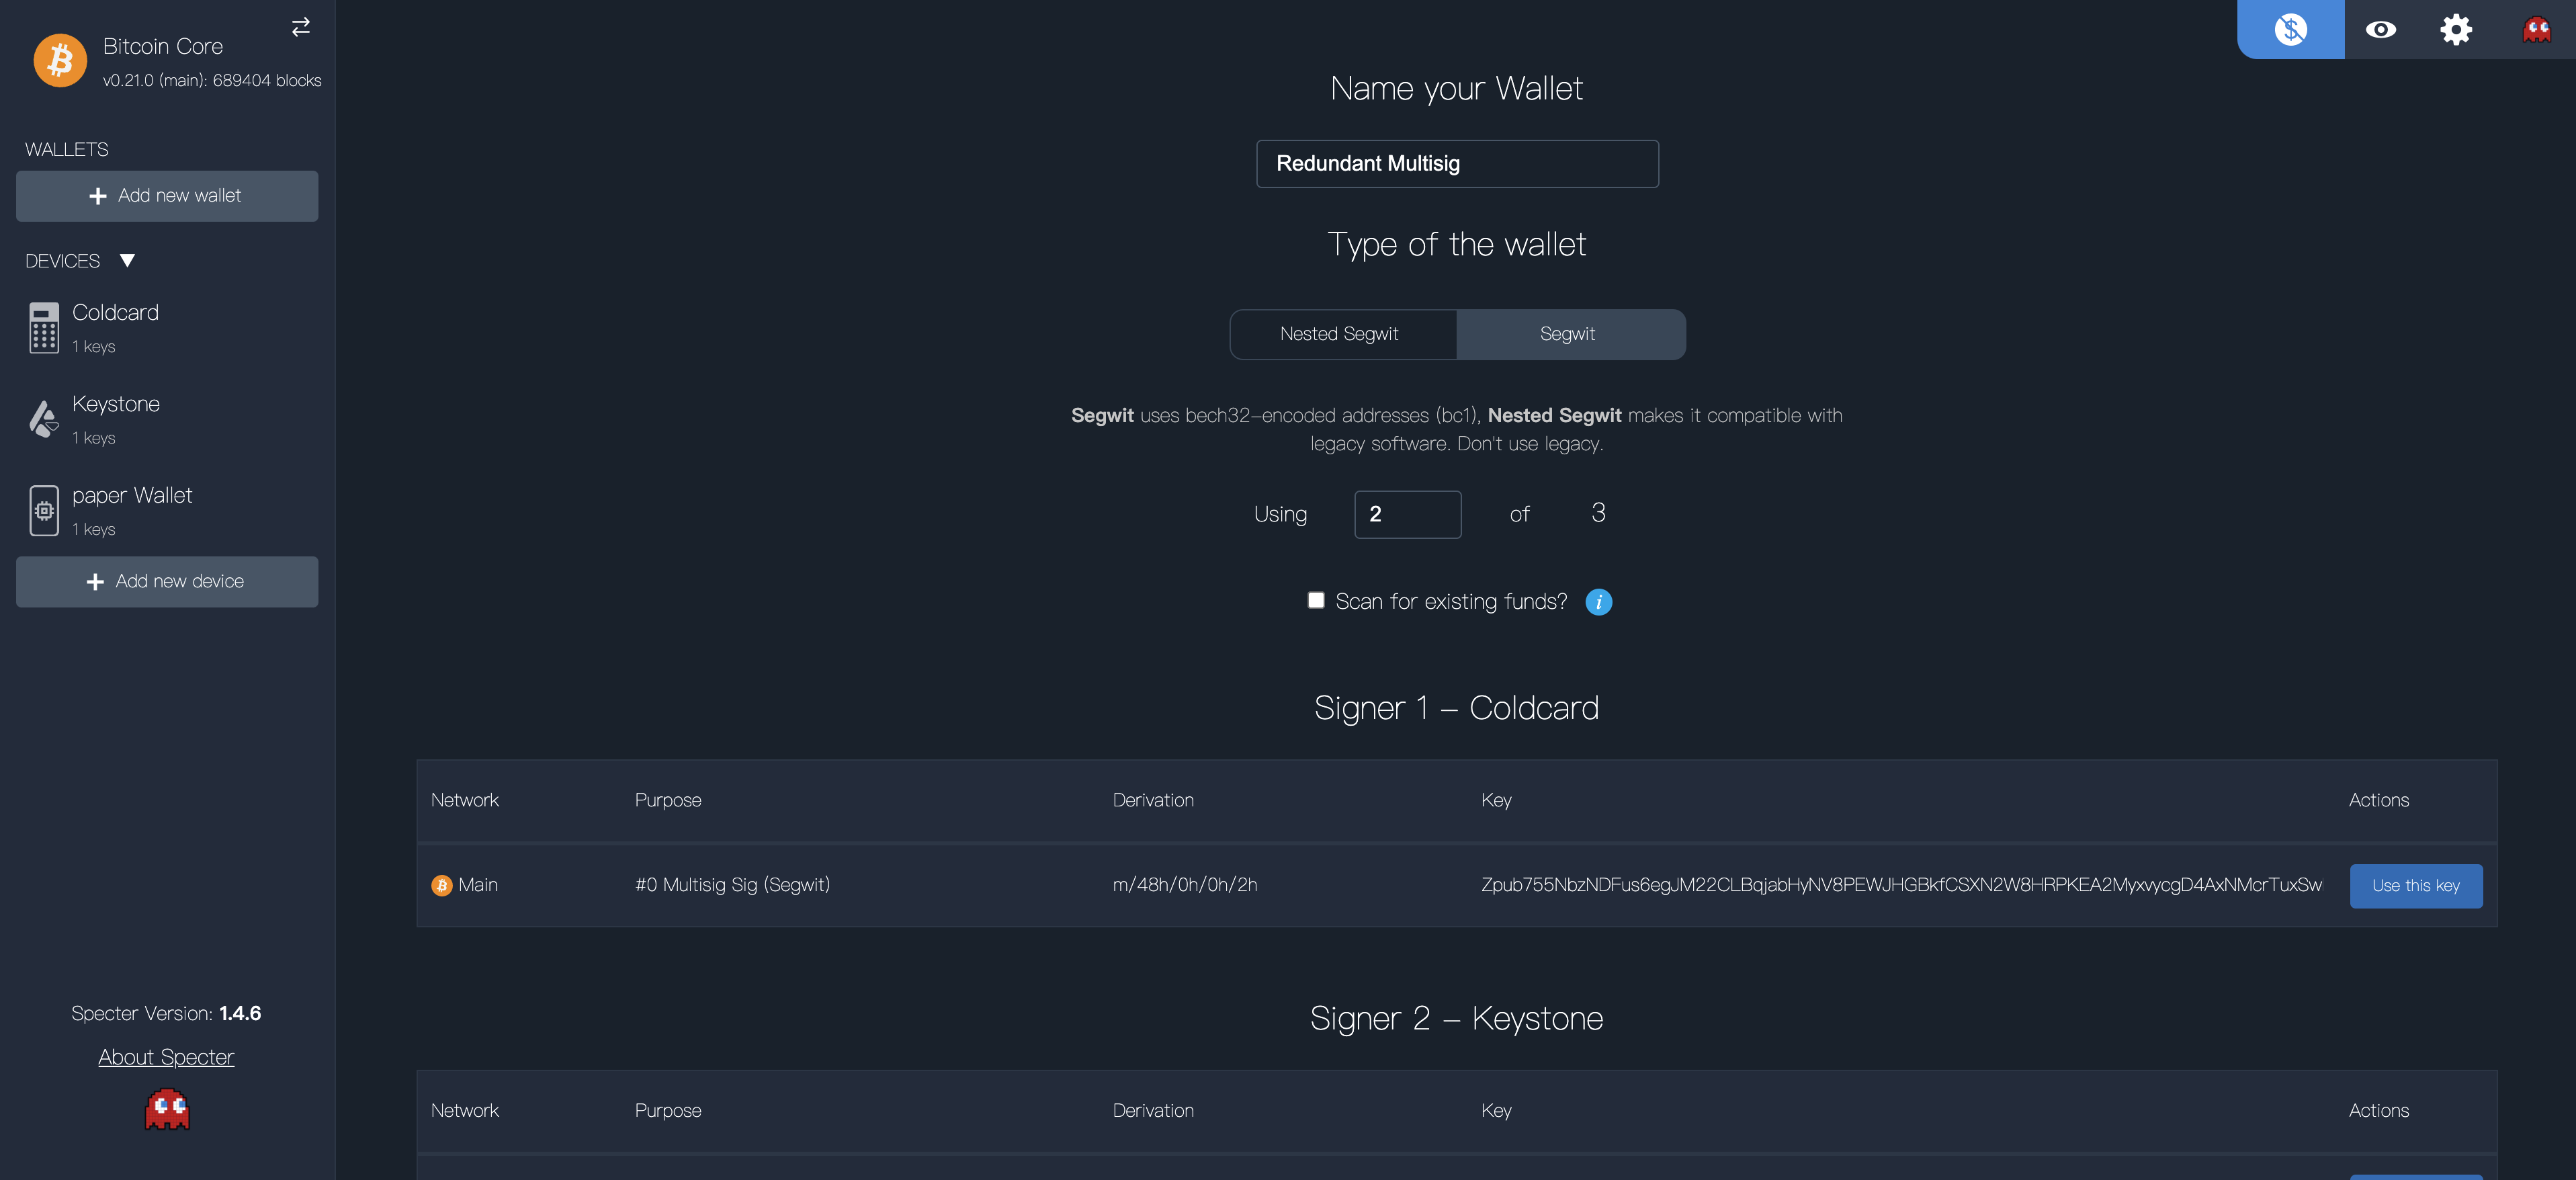 Bitcoin Core
v0.21.0 (main): 689404 blocks
WALLETS
+ Add new wallet
DEVICES ▼
Coldcard
1 keys
Keystone
1 keys
paper Wallet
1 keys
+ Add new device
Specter Version: 1.4.6
About Specter
Name your Wallet
Redundant Multisig
Type of the wallet
Nested Segwit Segwit
Segwit uses bech32-encoded addresses (bc1), Nested Segwit makes it compatible with
legacy software. Don't use legacy.
Using 2 of 3
Scan for existing funds? i
Signer 1 - Coldcard
Network Purpose Derivation Key Actions
Main #0 Multisig Sig (Segwit) m/48h/0h/0h/2h Zpub755NbzNDFus6egJM22CLBqjabHyNV8PEWJHGBkfCSXN2W8HRPKEA2MyxvycgD4AxNMcrTuxSw Use this key
Signer 2 - Keystone
Network Purpose Derivation Key Actions